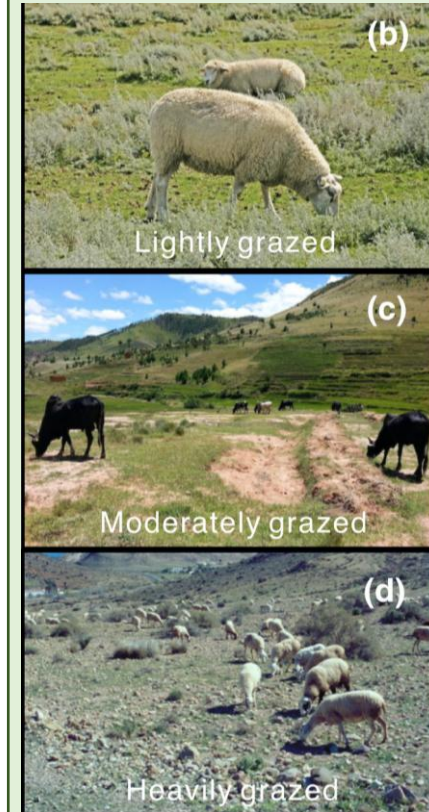 (b)
Lightly grazed
(c)
Moderately grazed
(d)
Heavily grazed